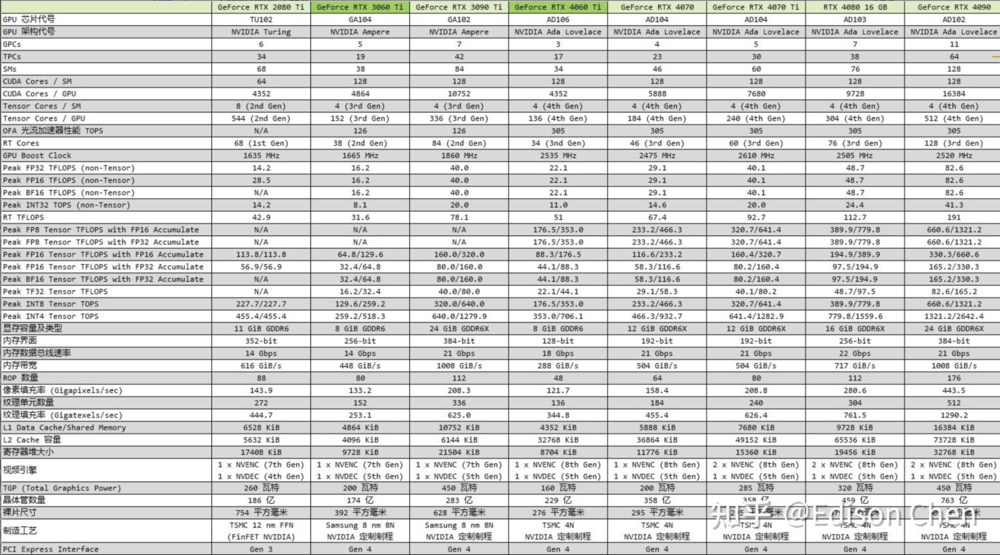 GeForce RTX 2080 Ti GeForce RTX 3060 Ti GeForce RTX 3090 Ti GeForce RTX 4060 Ti GeForce RTX 4070 GeForce RTX 4070 Ti RTX 4080 16 GB GeForce RTX 4090
GPU 芯片代号 TU102 GA104 GA102 AD106 AD104 AD104 AD103 AD102
GPU 架构代号 NVIDIA Turing NVIDIA Ampere NVIDIA Ampere NVIDIA Ada Lovelace NVIDIA Ada Lovelace NVIDIA Ada Lovelace NVIDIA Ada Lovelace NVIDIA Ada Lovelace
GPCs 6 5 7 3 4 5 7 11
TPCs 34 19 42 17 23 30 38 64
SMs 68 38 84 34 46 60 76 128
CUDA Cores / SM 64 128 128 128 128 128 128 128
CUDA Cores / GPU 4352 4864 10752 4352 5888 7680 9728 16384
Tensor Cores / SM 8 (2nd Gen) 4 (3rd Gen) 4 (3rd Gen) 4 (4th Gen) 4 (4th Gen) 4 (4th Gen) 4 (4th Gen) 4 (4th Gen)
Tensor Cores / GPU 544 (2nd Gen) 152 (3rd Gen) 336 (3rd Gen) 136 (4th Gen) 184 (4th Gen) 240 (4th Gen) 304 (4th Gen) 512 (4th Gen)
OFA 光流加速器性能 TOPS N/A 126 126 305 305 305 305 305
RT Cores 68 (1st Gen) 38 (2nd Gen) 84 (2nd Gen) 34 (3nd Gen) 46 (3rd Gen) 60 (3rd Gen) 76 (3rd Gen) 128 (3rd Gen)
GPU Boost Clock 1635 MHz 1665 MHz 1860 MHz 2535 MHz 2475 MHz 2610 MHz 2505 MHz 2520 MHz
Peak FP32 TFLOPS (non-Tensor) 14.2 16.2 40.0 22.1 29.1 40.1 48.7 82.6
Peak FP16 TFLOPS (non-Tensor) 28.5 16.2 40.0 22.1 29.1 40.1 48.7 82.6
Peak BF16 TFLOPS (non-Tensor) N/A 16.2 40.0 22.1 29.1 40.1 48.7 82.6
Peak INT32 TOPS (non-Tensor) 14.2 8.1 20.0 11.0 14.6 20.0 24.4 41.3
RT TFLOPS 42.9 31.6 78.1 51 67.4 92.7 112.7 191
Peak FP8 Tensor TFLOPS with FP16 Accumulate N/A N/A N/A 176.5/353.0 233.2/466.3 320.7/641.4 389.9/779.8 660.6/1321.2
Peak FP8 Tensor TFLOPS with FP32 Accumulate N/A N/A N/A 176.5/353.0 233.2/466.3 320.7/641.4 389.9/779.8 660.6/1321.2
Peak FP16 Tensor TFLOPS with FP16 Accumulate 113.8/113.8 64.8/129.6 160.0/320.0 88.3/176.5 116.6/233.2 160.4/320.7 194.9/389.9 330.3/660.6
Peak FP16 Tensor TFLOPS with FP32 Accumulate 56.9/56.9 32.4/64.8 80.0/160.0 44.1/88.3 58.3/116.6 80.2/160.4 97.5/194.9 165.2/330.3
Peak BF16 Tensor TFLOPS with FP32 Accumulate N/A 32.4/64.8 80.0/160.0 44.1/88.3 58.3/116.6 80.2/160.4 97.5/194.9 165.2/330.3
Peak TF32 Tensor TFLOPS N/A 16.2/32.4 40.0/80.0 22.1/44.1 29.1/58.3 40.1/80.2 48.7/97.5 82.6/165.2
Peak INT8 Tensor TOPS 227.7/227.7 129.6/259.2 320.0/640.0 176.5/353.0 233.2/466.3 320.7/641.4 389.9/779.8 660.6/1321.2
Peak INT4 Tensor TOPS 455.4/455.4 259.2/518.3 640.0/1279.9 353.0/706.1 466.3/932.7 641.4/1282.9 779.8/1559.6 1321.2/2642.4
显存容量及类型 11 GiB GDDR6 8 GiB GDDR6 24 GiB GDDR6X 8 GiB GDDR6 12 GiB GDDR6X 12 GiB GDDR6X 16 GiB GDDR6X 24 GiB GDDR6X
内存界面 352-bit 256-bit 384-bit 128-bit 192-bit 192-bit 256-bit 384-bit
内存数据总线速率 14 Gbps 14 Gbps 21 Gbps 18 Gbps 21 Gbps 21 Gbps 22 Gbps 21 Gbps
内存带宽 616 GiB/s 448 GiB/s 1008 GiB/s 288 GiB/s 504 GiB/s 504 GiB/s 717 GiB/s 1008 GiB/s
ROP 数量 88 80 112 48 64 80 112 176
像素填充率 (Gigapixels/sec) 143.9 133.2 208.3 121.7 158.4 208.8 280.6 443.5
纹理单元数量 272 152 336 136 184 240 304 512
纹理填充率 (Gigatexels/sec) 444.7 253.1 625.0 344.8 455.4 626.4 761.5 1290.2
L1 Data Cache/Shared Memory 6528 KiB 4864 KiB 10752 KiB 4352 KiB 5888 KiB 7680 KiB 9728 KiB 16384 KiB
L2 Cache 容量 5632 KiB 4096 KiB 6144 KiB 32768 KiB 36864 KiB 49152 KiB 65536 KiB 73728 KiB
寄存器堆大小 17408 KiB 9728 KiB 21504 KiB 8704 KiB 11776 KiB 15360 KiB 19456 KiB 32768 KiB
视频引擎 1 x NVENC (7th Gen) 1 x NVENC (7th Gen) 1 x NVENC (7th Gen) 1 x NVENC (8th Gen) 1 x NVENC (8th Gen) 2 x NVENC (8th Gen) 2 x NVENC (8th Gen) 2 x NVENC (8th Gen)
1 x NVDEC (4th Gen) 1 x NVDEC (5th Gen) 1 x NVDEC (5th Gen) 1 x NVDEC (5th Gen) 1 x NVDEC (5th Gen) 1 x NVDEC (5th Gen) 1 x NVDEC (5th Gen) 1 x NVDEC (5th Gen)
TGP (Total Graphics Power) 260 瓦特 200 瓦特 450 瓦特 160 瓦特 200 瓦特 285 瓦特 320 瓦特 450 瓦特
晶体管数量 186 亿 174 亿 283 亿 229 亿 358 亿 358 亿 459 亿 763 亿
裸片尺寸 754 平方毫米 392 平方毫米 628 平方毫米 276 平方毫米 295 平方毫米 平方毫米 平方毫米 平方毫米
知乎 @Edison Chen
制造工艺 TSMC 12 nm FFN Samsung 8 nm 8N Samsung 8 nm 8N TSMC 4N TSMC 4N TSMC 4N TSMC 4N TSMC 4N
(FinFET NVIDIA) NVIDIA 定制制程 NVIDIA 定制制程 NVIDIA 定制制程 NVIDIA 定制制程 NVIDIA 定制制程 NVIDIA 定制制程 NVIDIA 定制制程
PCI Express Interface Gen 3 Gen 4 Gen 4 Gen 4 Gen 4 Gen 4 Gen 4 Gen 4